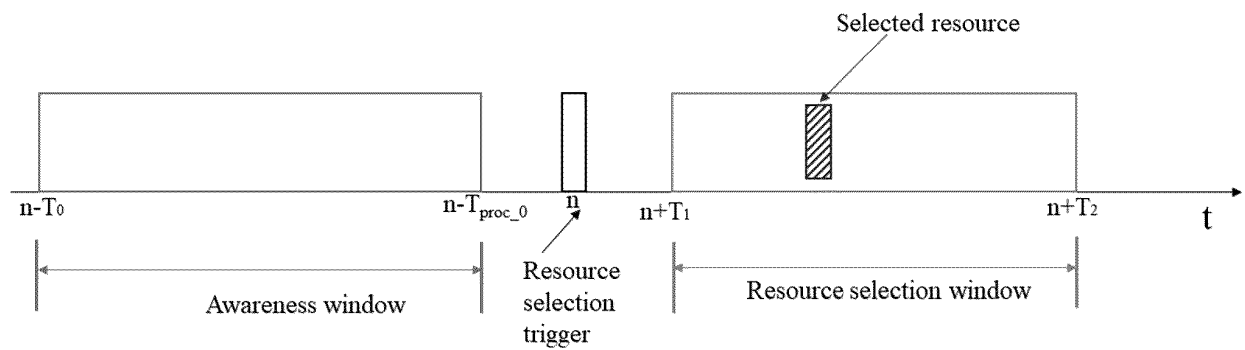 Selected resource
n-T0
n-Tproc_0
n
n+T1
n+T2
t
Awareness window
Resource
selection
trigger
Resource selection window